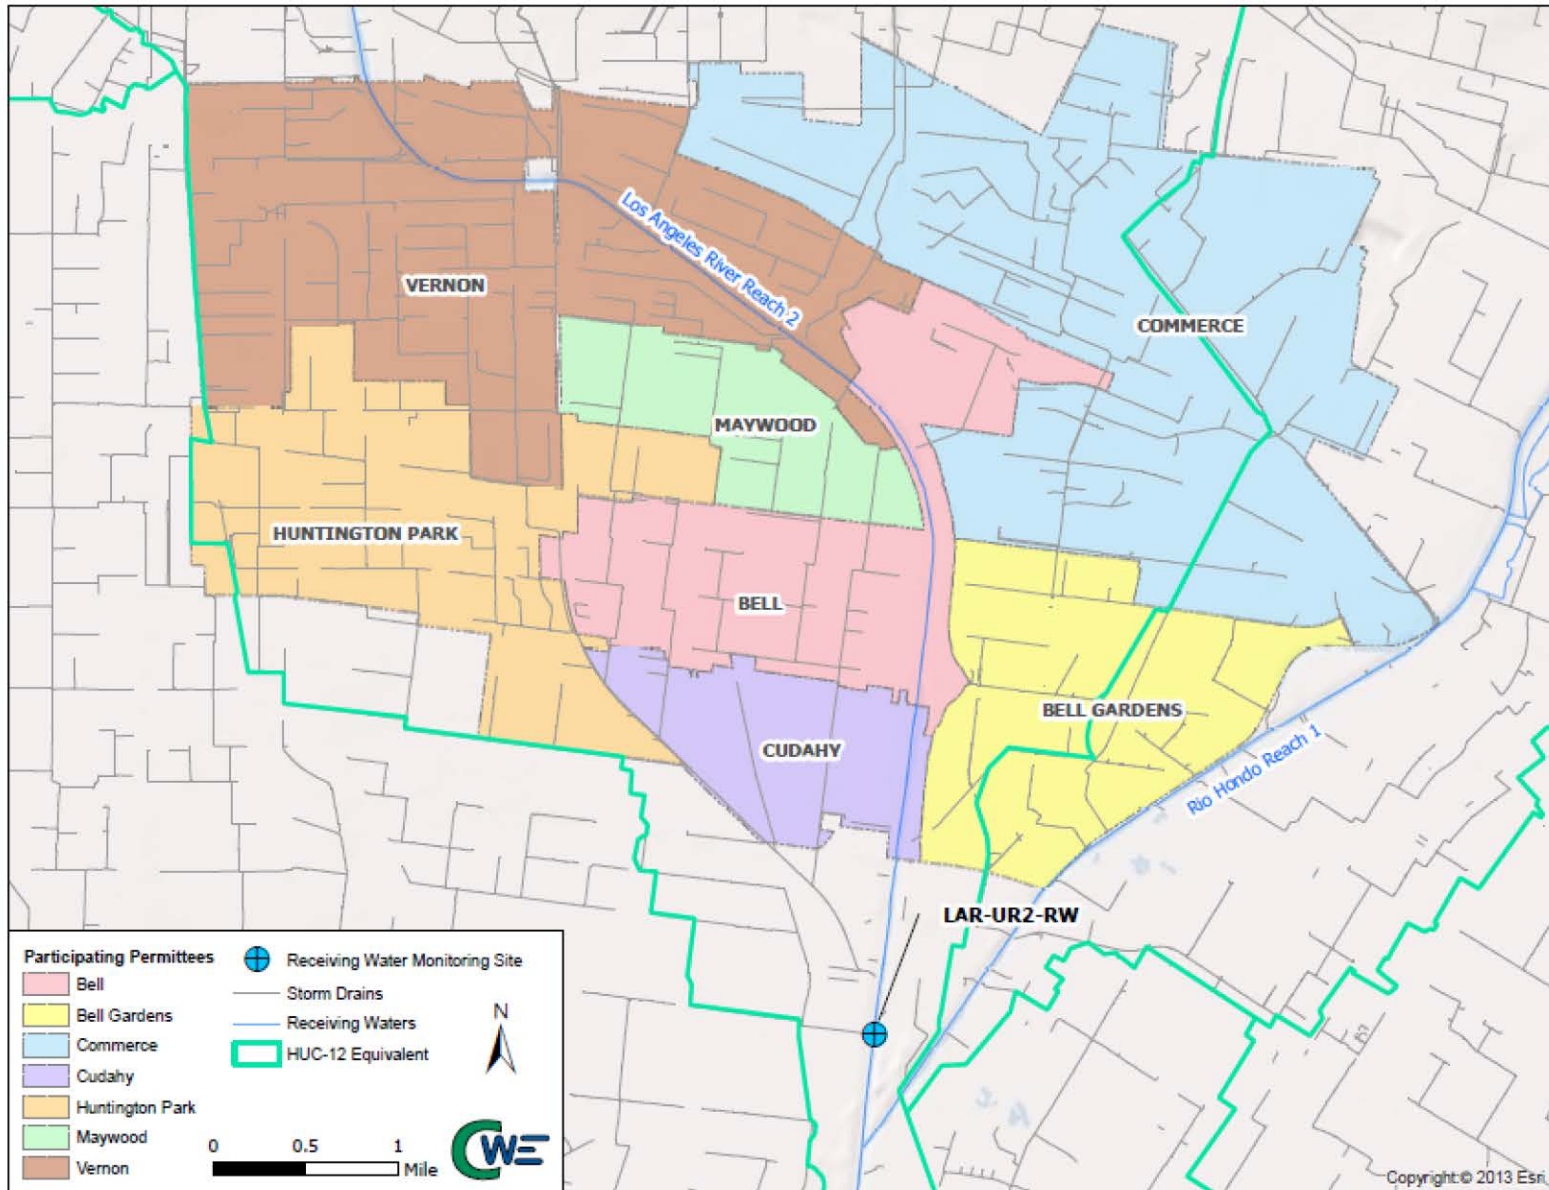 Los Angeles River Reach 2
VERNON
COMMERCE
MAYWOOD
HUNTINGTON PARK
BELL
BELL GARDENS
CUDAHY
Rio Hondo Reach 1
LAR-UR2-RW
Participating Permittees
Bell
Bell Gardens
Commerce
Cudahy
Huntington Park
Maywood
Vernon
Receiving Water Monitoring Site
Storm Drains
Receiving Waters
HUC-12 Equivalent
N
0 0.5 1
Mile
CWE
Copyright:© 2013 Esri